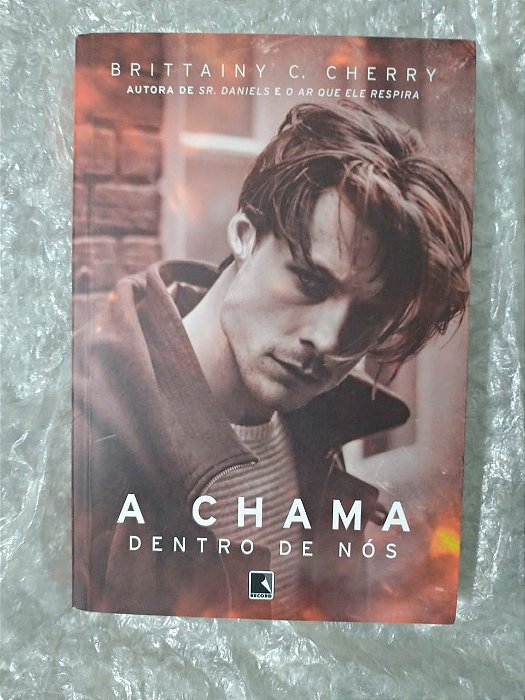 BRITTAINY C. CHERRY
AUTORA DE SR. DANIELS E O AR QUE ELE RESPIRA
A CHAMA
DENTRO DE NÓS
RECORD